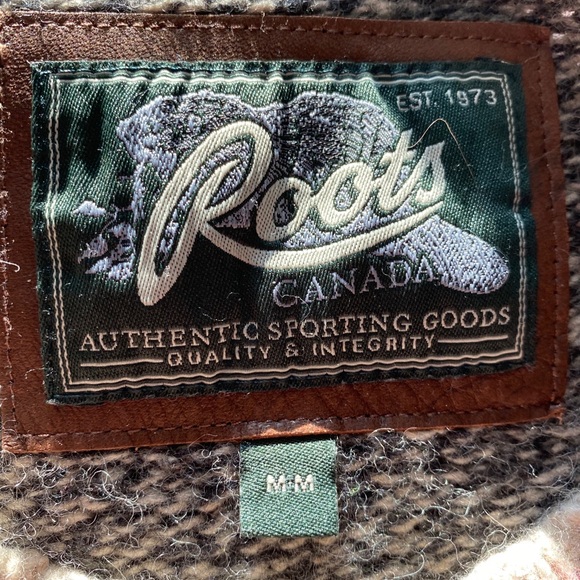 EST. 1973
Roots
CANADA
AUTHENTIC SPORTING GOODS
QUALITY & INTEGRITY
M-M